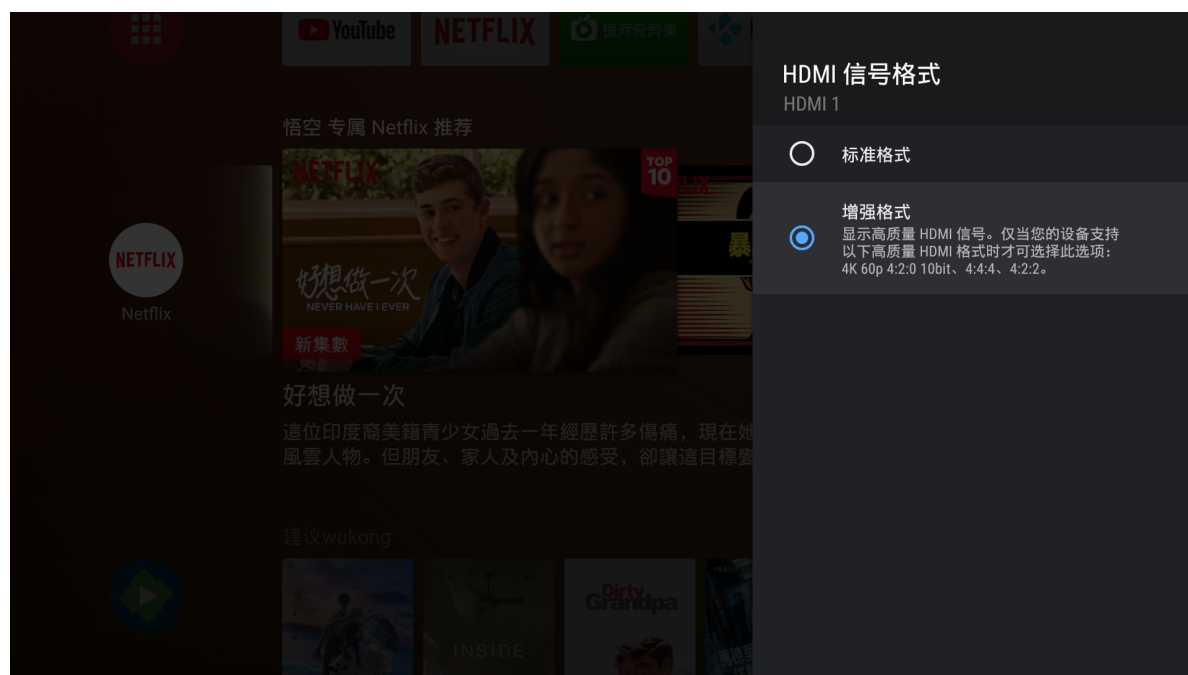 YouTube
NETFLIX
银河奇异果
悟空 专属 Netflix 推荐
NETFLIX
TOP
10
好想做一次
NEVER HAVE I EVER
新集數
暴
NETFLIX
Netflix
好想做一次
這位印度裔美籍青少女過去一年經歷許多傷痛，現在她
風雲人物。但朋友、家人及內心的感受，卻讓這目標變
建议wukong
INSIDE
Dirty
Grandpa
HDMI 信号格式
HDMI 1
标准格式
增强格式
显示高质量 HDMI 信号。仅当您的设备支持
以下高质量 HDMI 格式时才可选择此选项：
4K 60p 4:2:0 10bit、4:4:4、4:2:2。